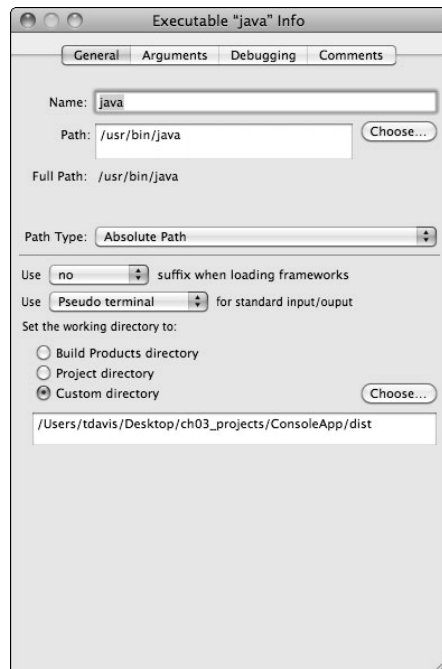 Executable “java” Info
General Arguments Debugging Comments
Name: java
Path: /usr/bin/java
Choose...
Full Path: /usr/bin/java
Path Type: Absolute Path
Use no suffix when loading frameworks
Use Pseudo terminal for standard input/ouput
Set the working directory to:
Build Products directory
Project directory
Custom directory
Choose...
/Users/tdavis/Desktop/ch03_projects/ConsoleApp/dist